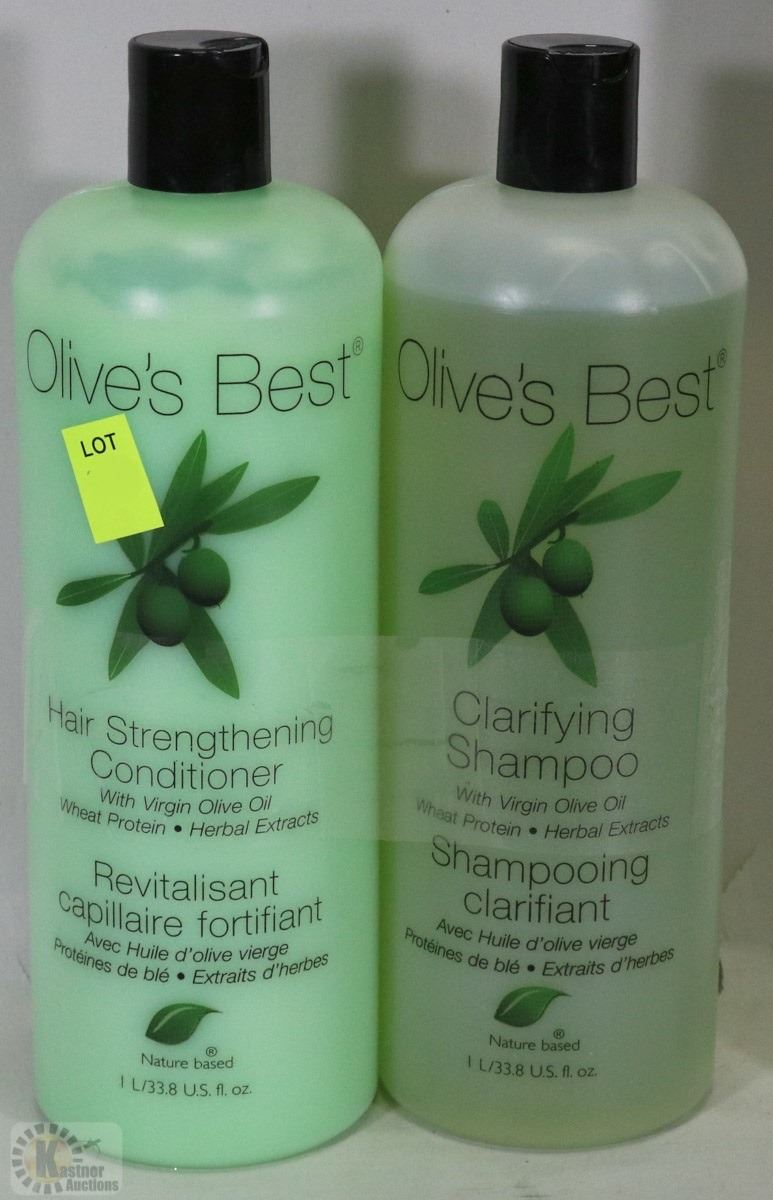 Olive's Best®
LOT
Hair Strengthening
Conditioner
With Virgin Olive Oil
Wheat Protein • Herbal Extracts
Revitalisant
capillaire fortifiant
Avec Huile d'olive vierge
Protéines de blé • Extraits d'herbes
®
Nature based
1 L/33.8 U.S. fl. oz.
Olive's Best®
Clarifying
Shampoo
With Virgin Olive Oil
Wheat Protein • Herbal Extracts
Shampooing
clarifiant
Avec Huile d'olive vierge
Protéines de blé • Extraits d'herbes
®
Nature based
1 L/33.8 U.S. fl. oz.
Kastner
Auctions